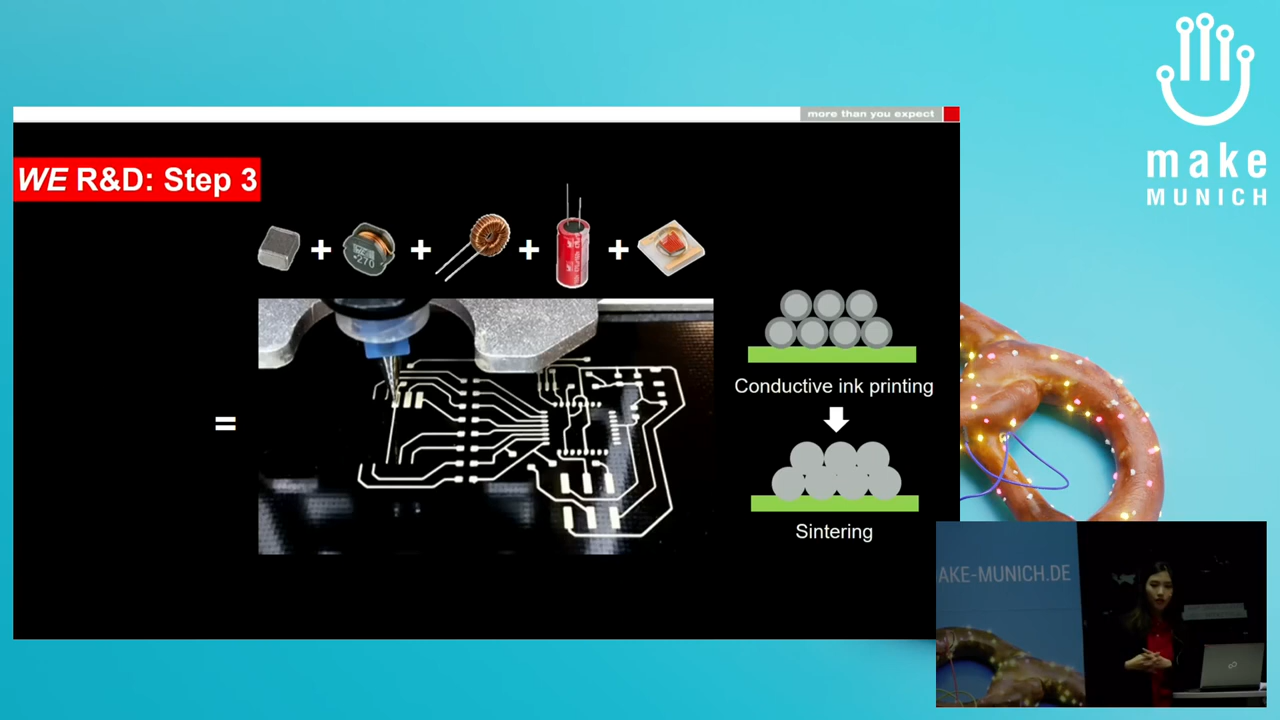 more than you expect
WE R&D: Step 3
+ + + +
270
=
Conductive ink printing
Sintering
make
MUNICH
AKE-MUNICH.DE